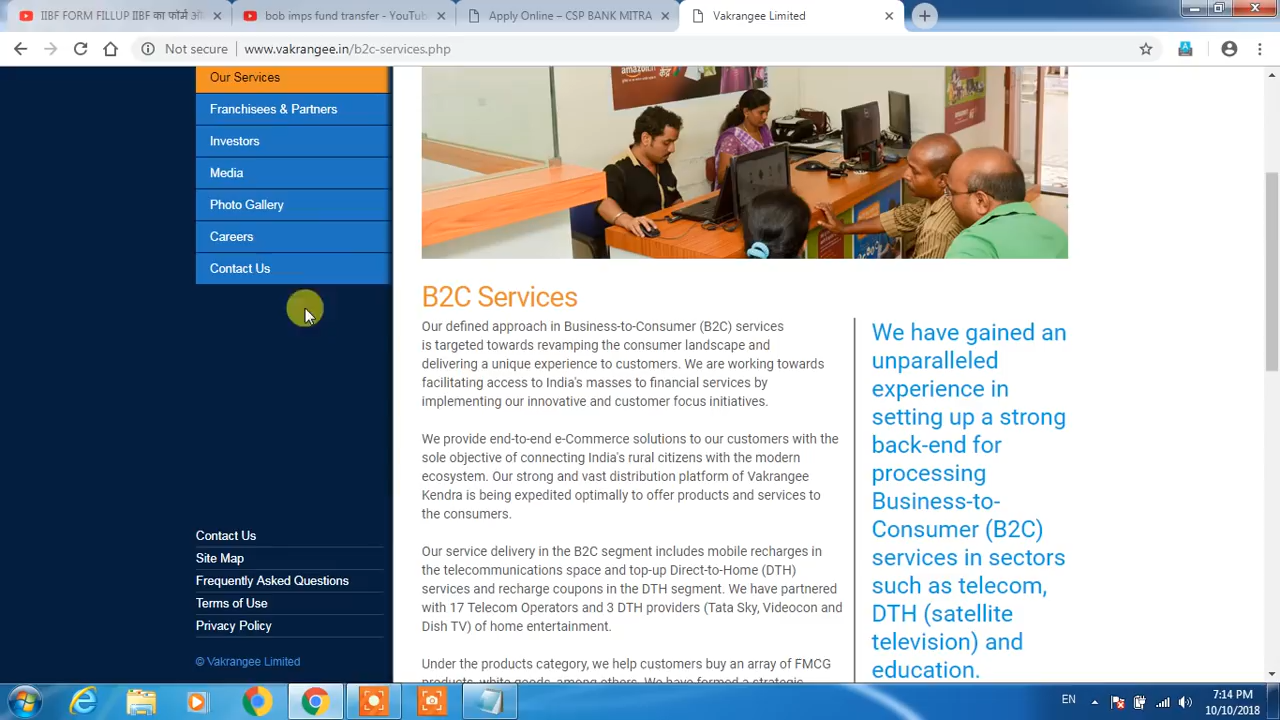 IIBF FORM FILLUP IIBF का फॉर्म ऑ
bob imps fund transfer - YouTub
Apply Online – CSP BANK MITRA
Vakrangee Limited
Not secure
www.vakrangee.in/b2c-services.php
Our Services
Franchisees & Partners
Investors
Media
Photo Gallery
Careers
Contact Us
amazon.in
B2C Services
Our defined approach in Business-to-Consumer (B2C) services
is targeted towards revamping the consumer landscape and
delivering a unique experience to customers. We are working towards
facilitating access to India's masses to financial services by
implementing our innovative and customer focus initiatives.
We provide end-to-end e-Commerce solutions to our customers with the
sole objective of connecting India's rural citizens with the modern
ecosystem. Our strong and vast distribution platform of Vakrangee
Kendra is being expedited optimally to offer products and services to
the consumers.
Our service delivery in the B2C segment includes mobile recharges in
the telecommunications space and top-up Direct-to-Home (DTH)
services and recharge coupons in the DTH segment. We have partnered
with 17 Telecom Operators and 3 DTH providers (Tata Sky, Videocon and
Dish TV) of home entertainment.
Under the products category, we help customers buy an array of FMCG
products, white goods, among others. We have formed a strategic
We have gained an
unparalleled
experience in
setting up a strong
back-end for
processing
Business-to-
Consumer (B2C)
services in sectors
such as telecom,
DTH (satellite
television) and
education.
Contact Us
Site Map
Frequently Asked Questions
Terms of Use
Privacy Policy
© Vakrangee Limited
EN
7:14 PM
10/10/2018